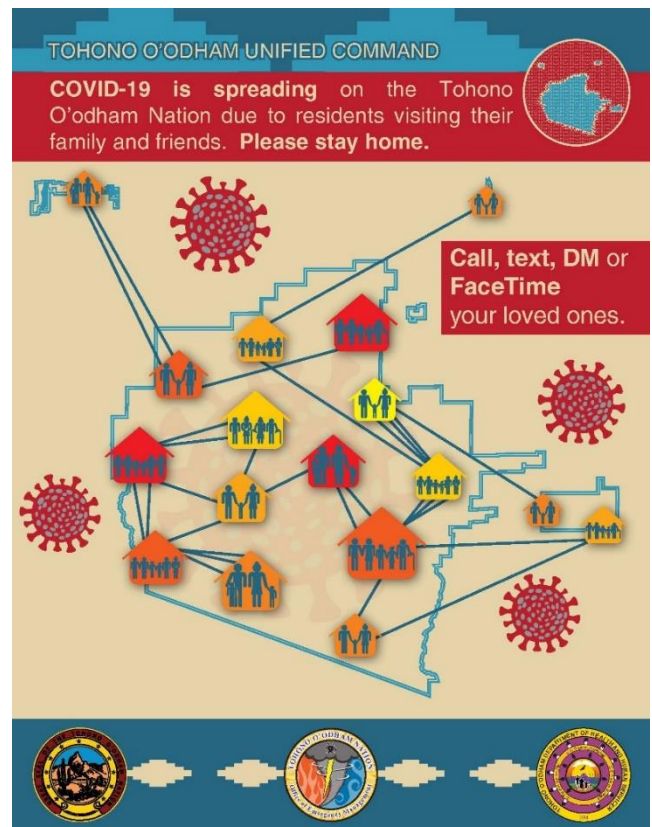 TOHONO O'ODHAM UNIFIED COMMAND
COVID-19 is spreading on the Tohono
O'odham Nation due to residents visiting their
family and friends. Please stay home.
Call, text, DM or
FaceTime
your loved ones.
TOHONO O'ODHAM NATION
Office of Emergency Management